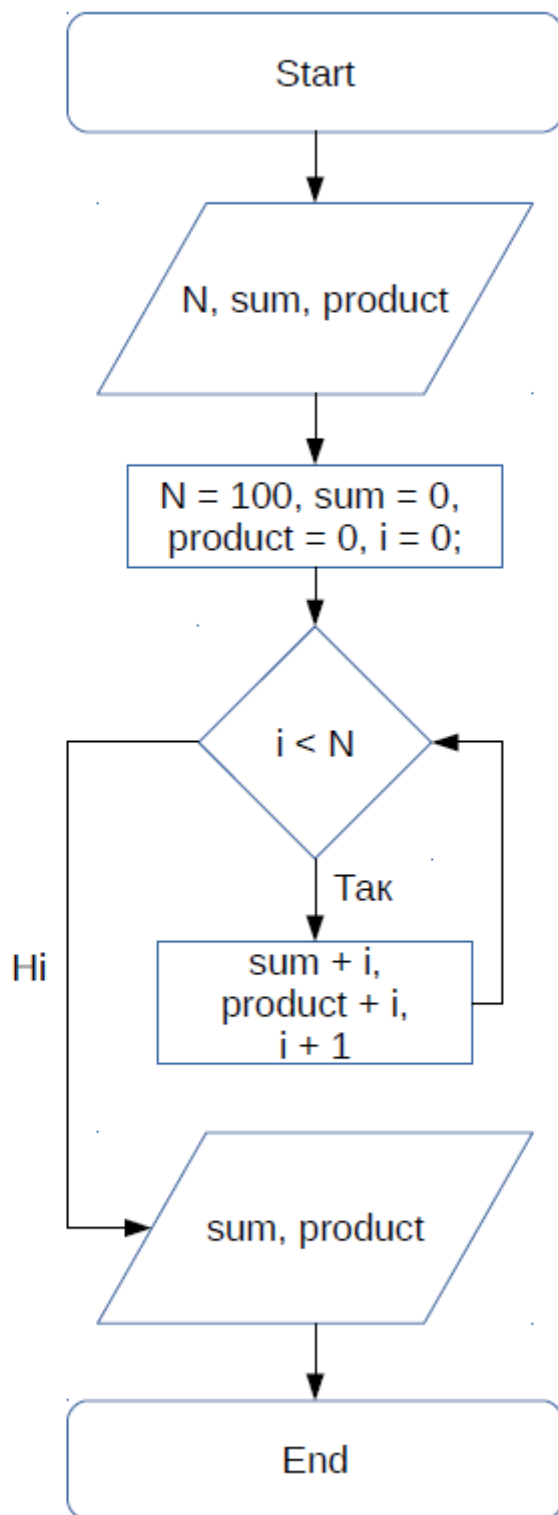 Start
N, sum, product
N = 100, sum = 0,
product = 0, i = 0;
i < N
Так
Ні
sum + i,
product + i,
i + 1
sum, product
End